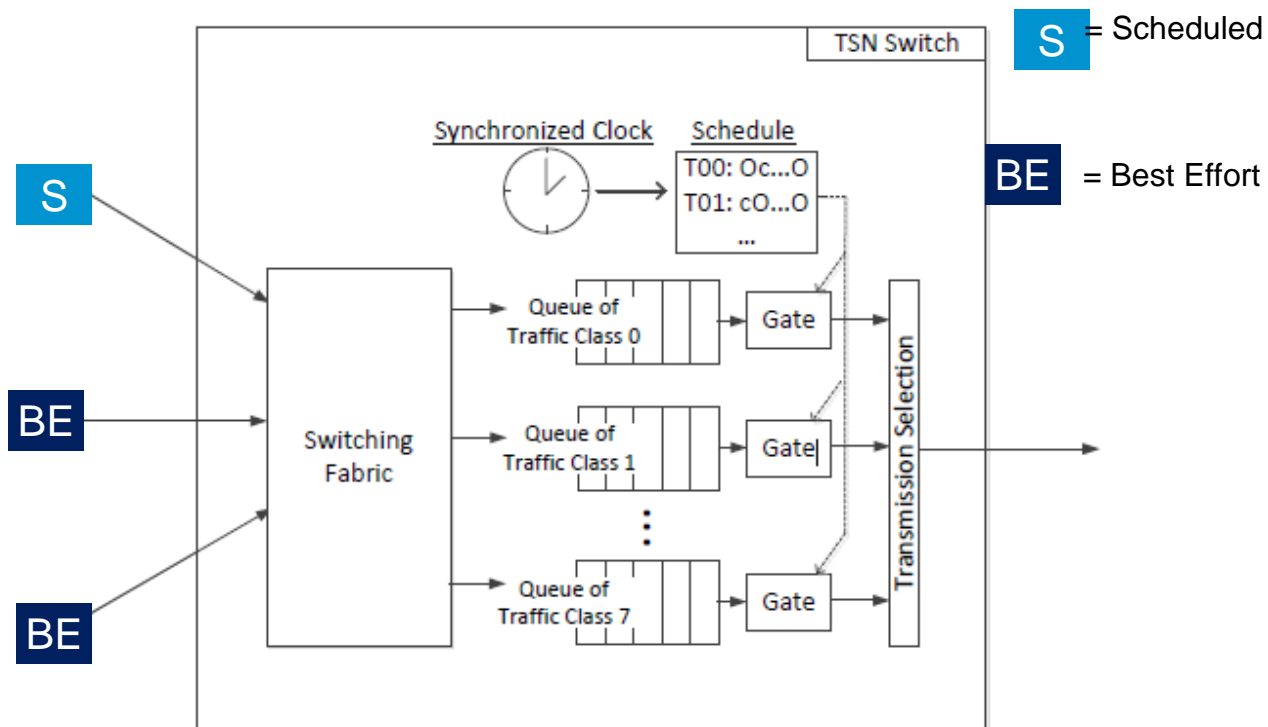 TSN Switch
S
= Scheduled
Synchronized Clock
Schedule
T00: Oc...O
T01: cO...O
...
BE
= Best Effort
S
BE
BE
Switching
Fabric
Queue of
Traffic Class 0
Gate
Queue of
Traffic Class 1
Gate
Queue of
Traffic Class 7
Gate
Transmission Selection